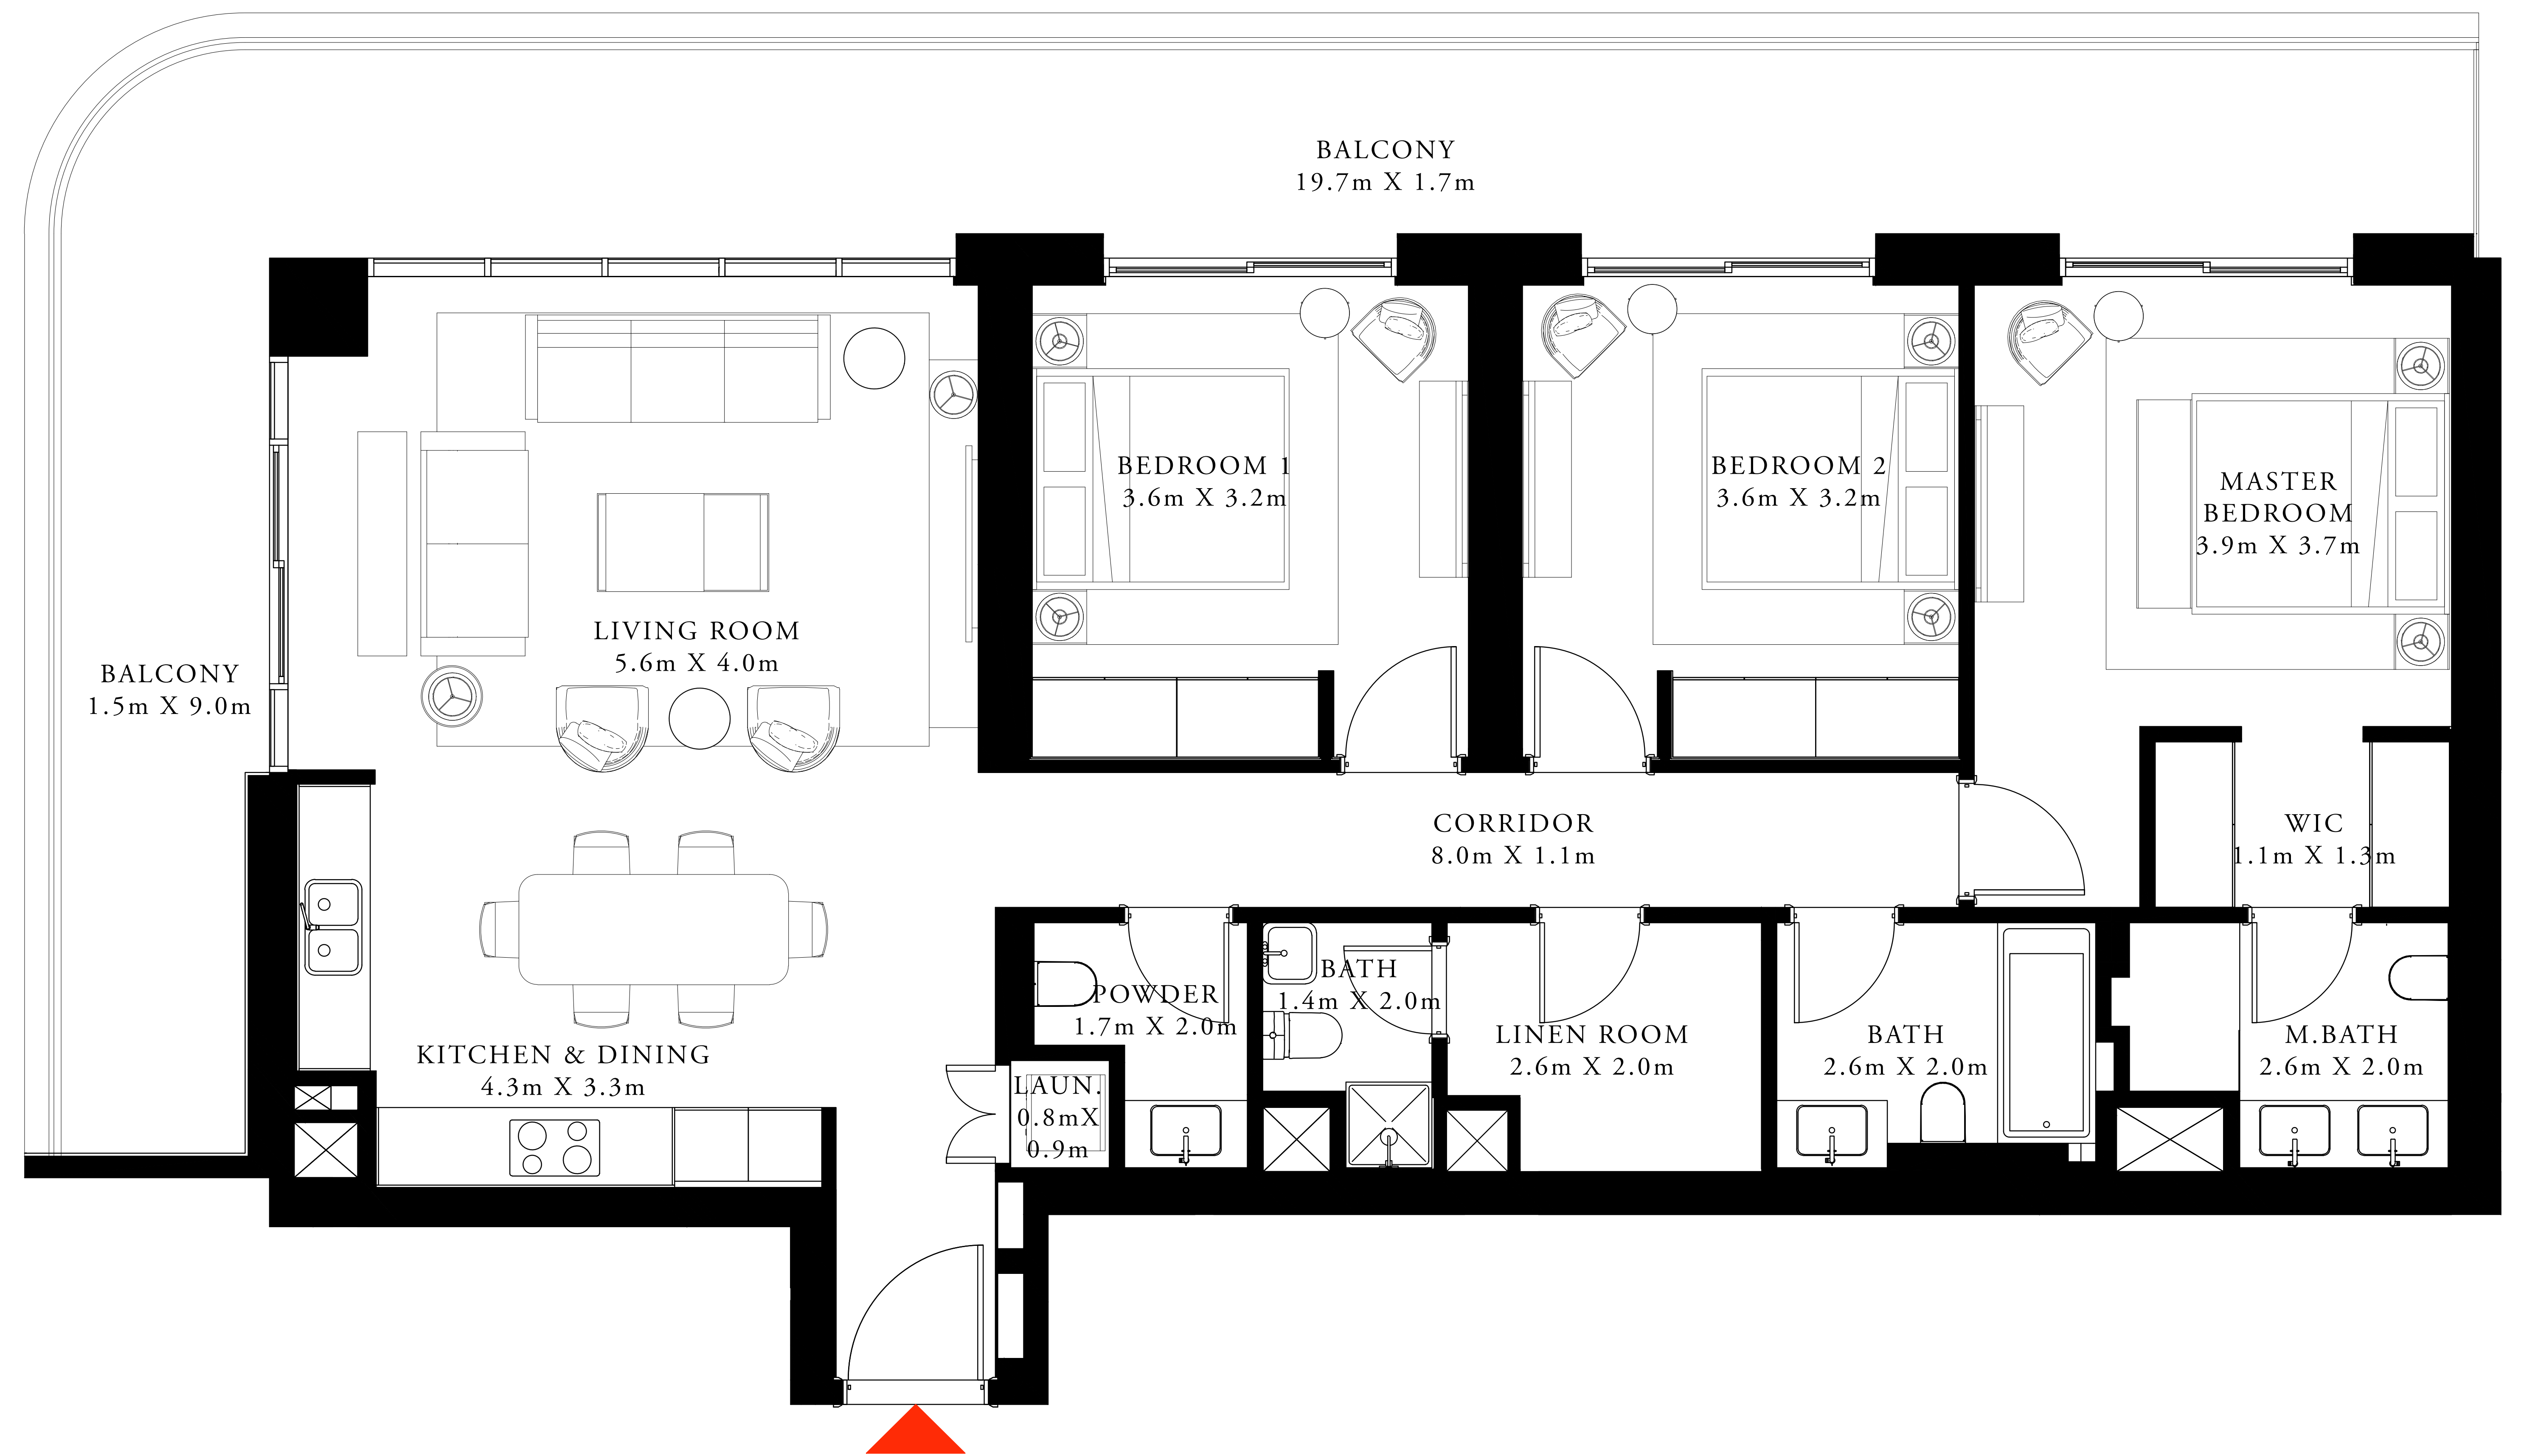 BALCONY
19.7m X 1.7m
BEDROOM 1
3.6m X 3.2m
BEDROOM 2
3.6m X 3.2m
MASTER
BEDROOM
3.9m X 3.7m
LIVING ROOM
5.6m X 4.0m
BALCONY
1.5m X 9.0m
CORRIDOR
8.0m X 1.1m
WIC
1.1m X 1.3m
KITCHEN & DINING
4.3m X 3.3m
POWDER
1.7m X 2.0m
BATH
1.4m X 2.0m
LINEN ROOM
2.6m X 2.0m
BATH
2.6m X 2.0m
M.BATH
2.6m X 2.0m
LAUN.
0.8mX
0.9m